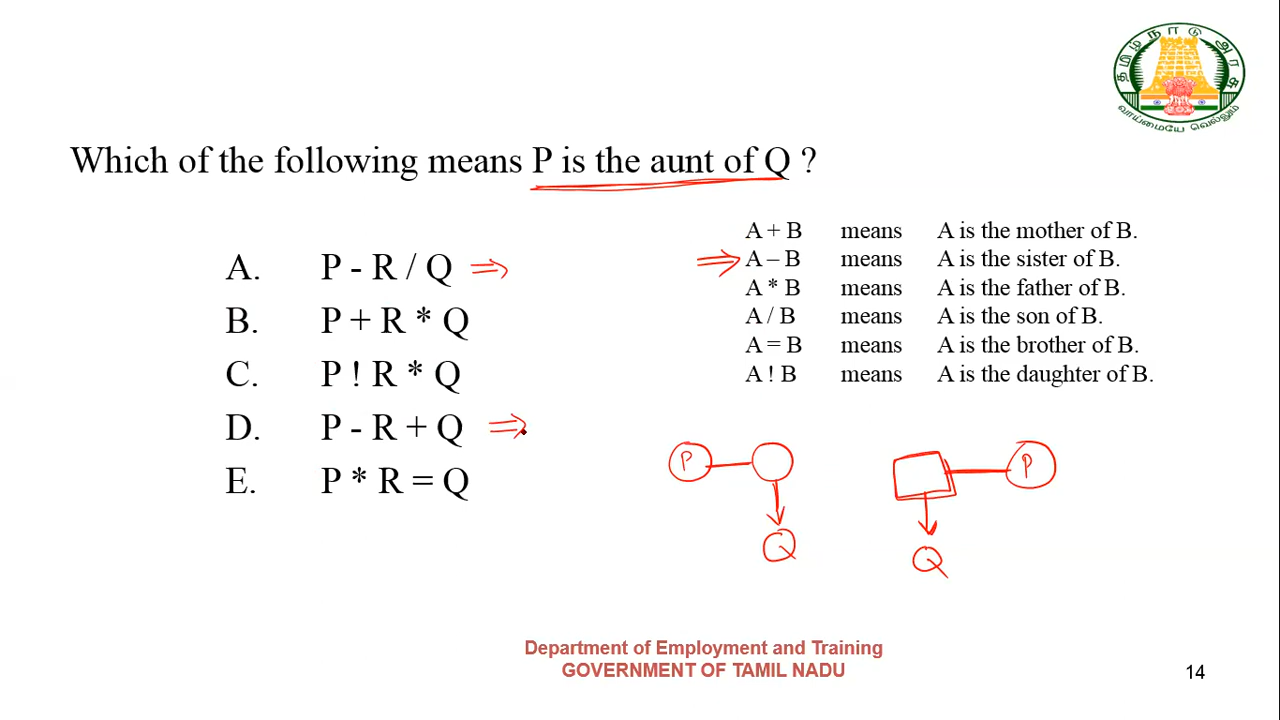 தமிழ் நாடு அரசு
வாய்மையே வெல்லும்
Which of the following means P is the aunt of Q ?
A. P - R / Q ⇒
B. P + R * Q
C. P ! R * Q
D. P - R + Q ⇒
E. P * R = Q
A + B means A is the mother of B.
⇒ A – B means A is the sister of B.
A * B means A is the father of B.
A / B means A is the son of B.
A = B means A is the brother of B.
A ! B means A is the daughter of B.
P P
Q Q
Department of Employment and Training
GOVERNMENT OF TAMIL NADU
14